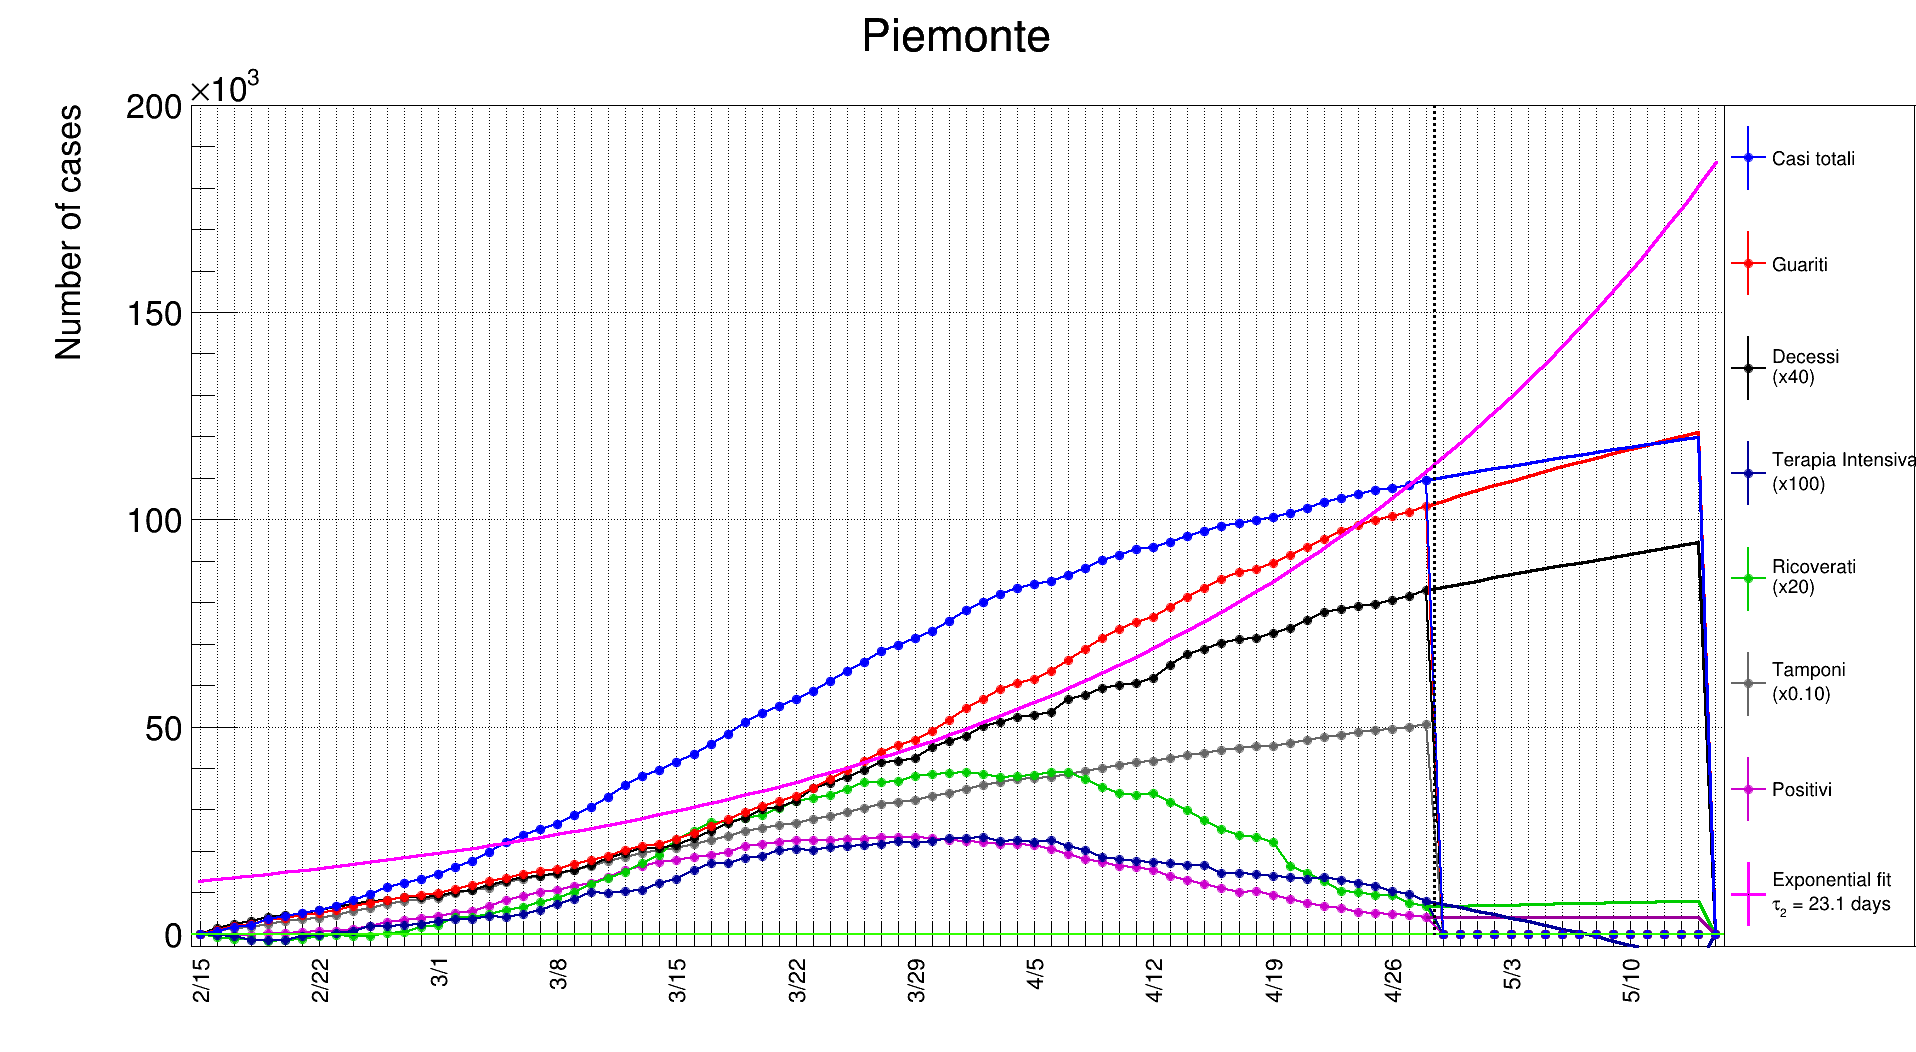 Piemonte
×10³
Number of cases
200
150
100
50
0
2/15
2/22
3/1
3/8
3/15
3/22
3/29
4/5
4/12
4/19
4/26
5/3
5/10
Casi totali
Guariti
Decessi
(x40)
Terapia Intensiva
(x100)
Ricoverati
(x20)
Tamponi
(x0.10)
Positivi
Exponential fit
τ₂ = 23.1 days